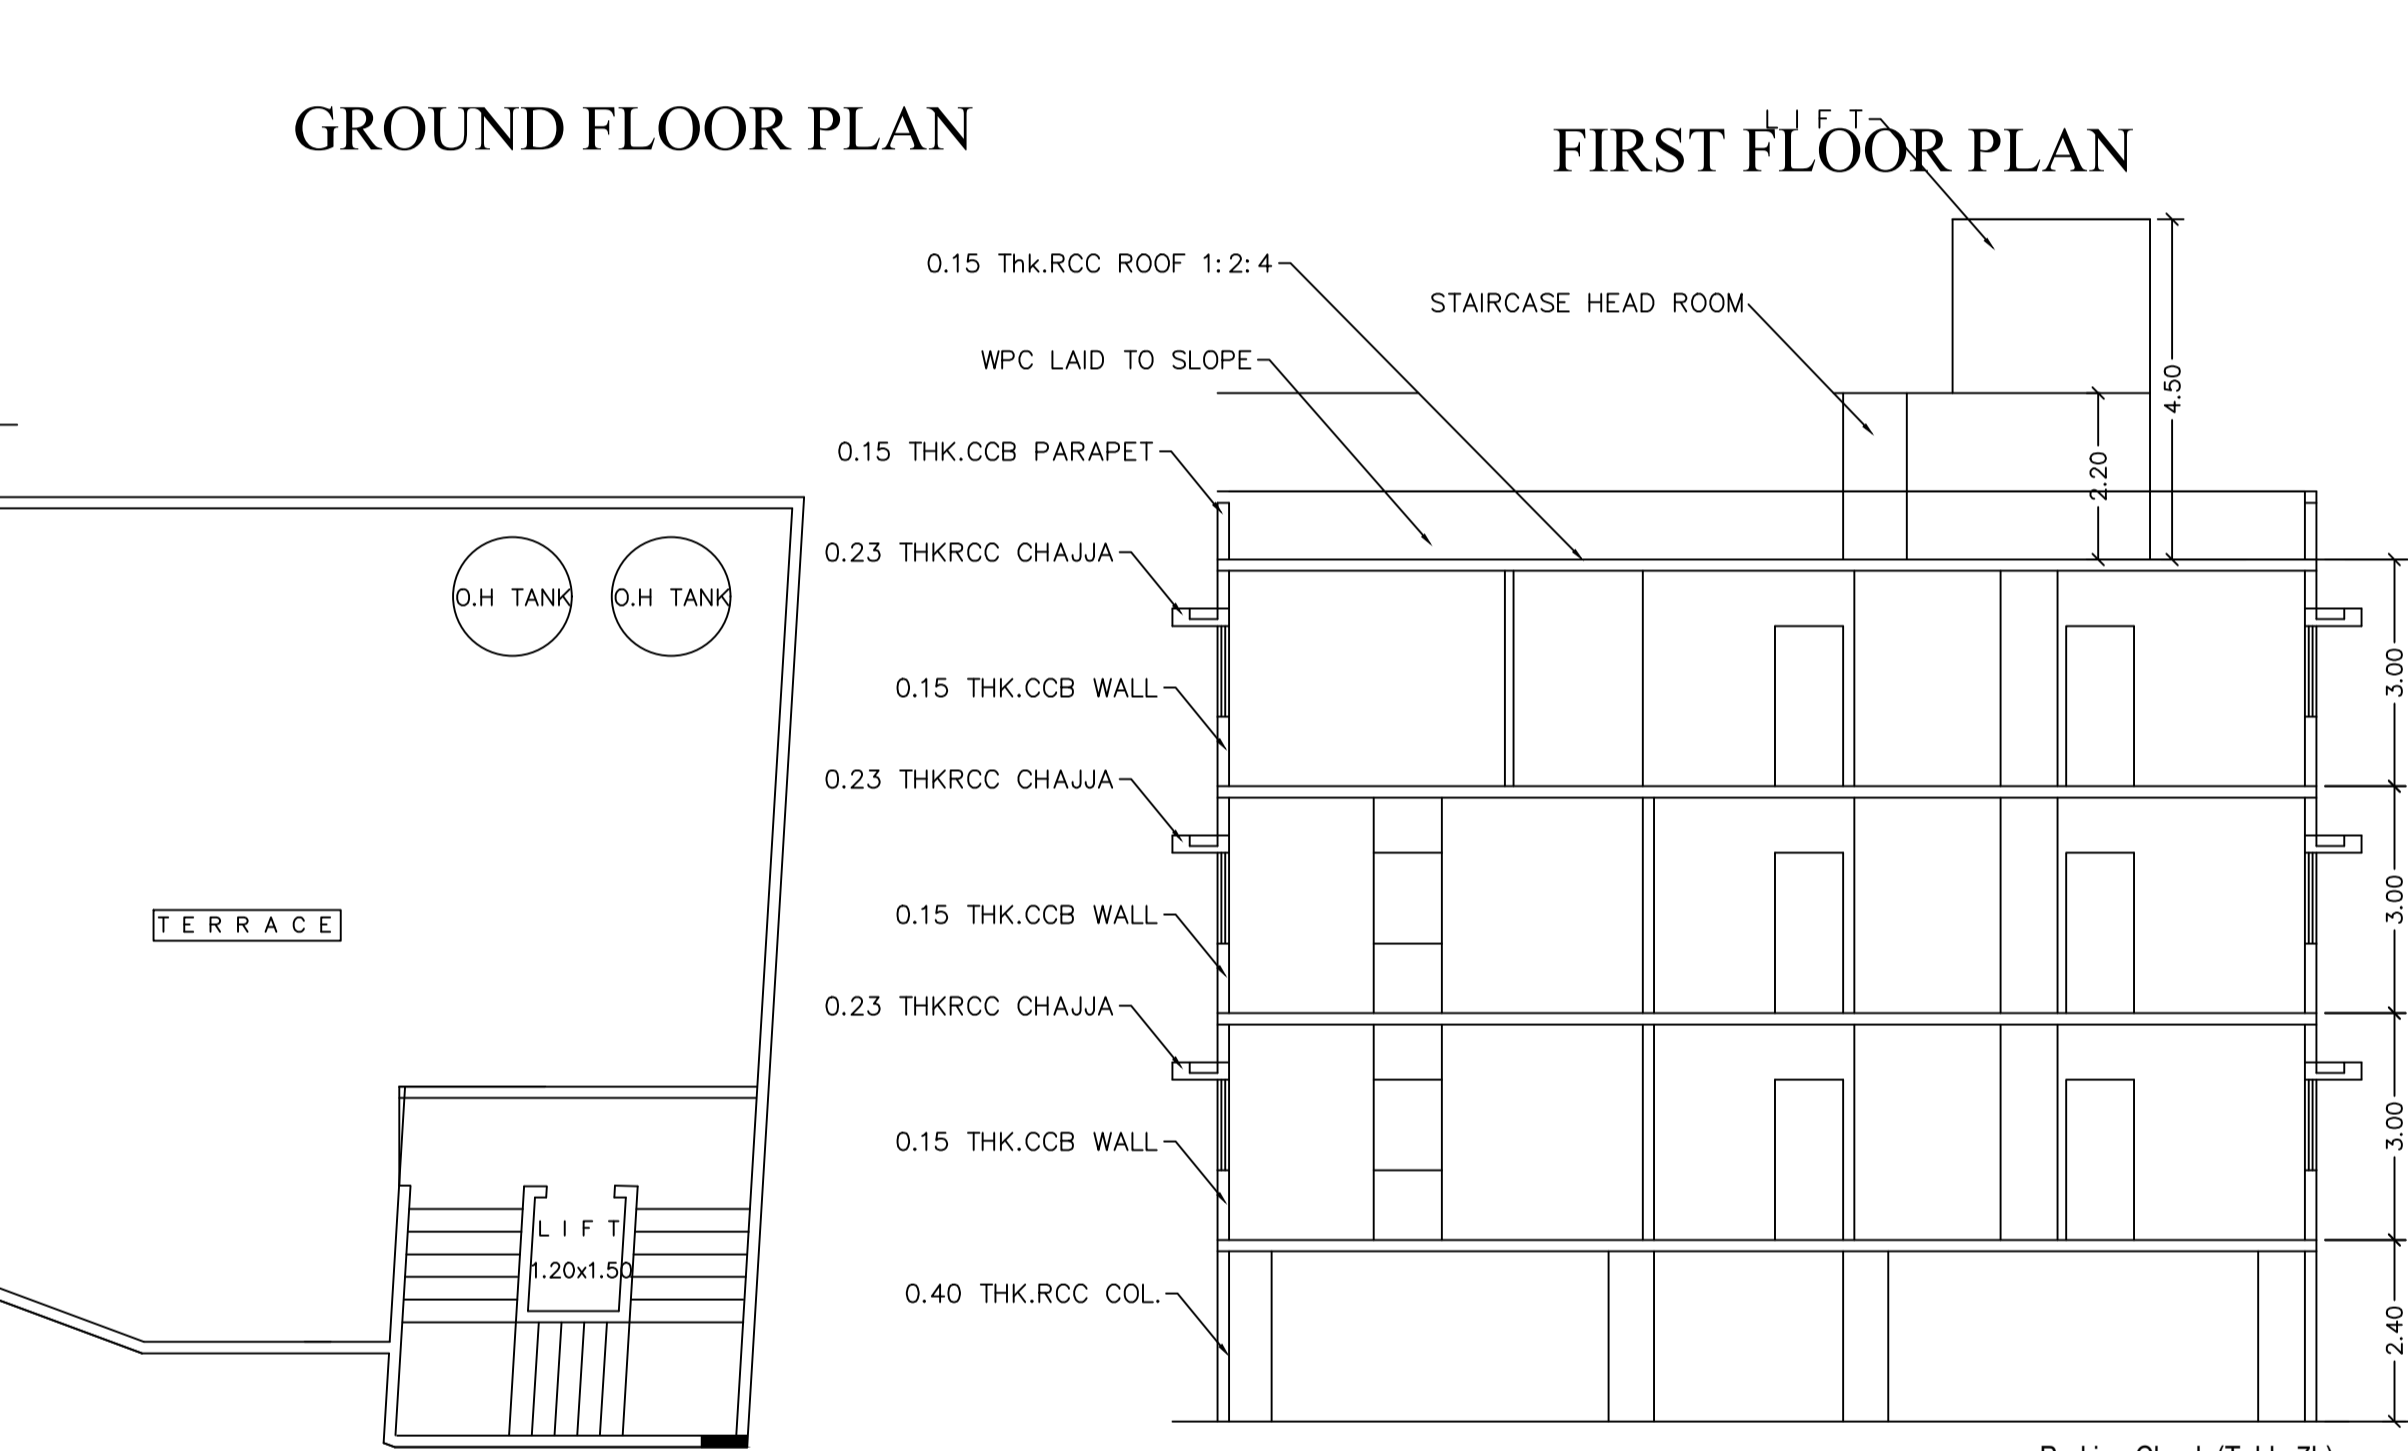 GROUND FLOOR PLAN
LIFT
FIRST FLOOR PLAN
0.15 Thk.RCC ROOF 1:2:4
STAIRCASE HEAD ROOM
WPC LAID TO SLOPE
4.50
0.15 THK.CCB PARAPET
2.20
0.23 THKRCC CHAJJA
O.H TANK
O.H TANK
0.15 THK.CCB WALL
3.00
0.23 THKRCC CHAJJA
0.15 THK.CCB WALL
3.00
TERRACE
0.23 THKRCC CHAJJA
0.15 THK.CCB WALL
3.00
LIFT
1.20x1.50
0.40 THK.RCC COL.
2.40